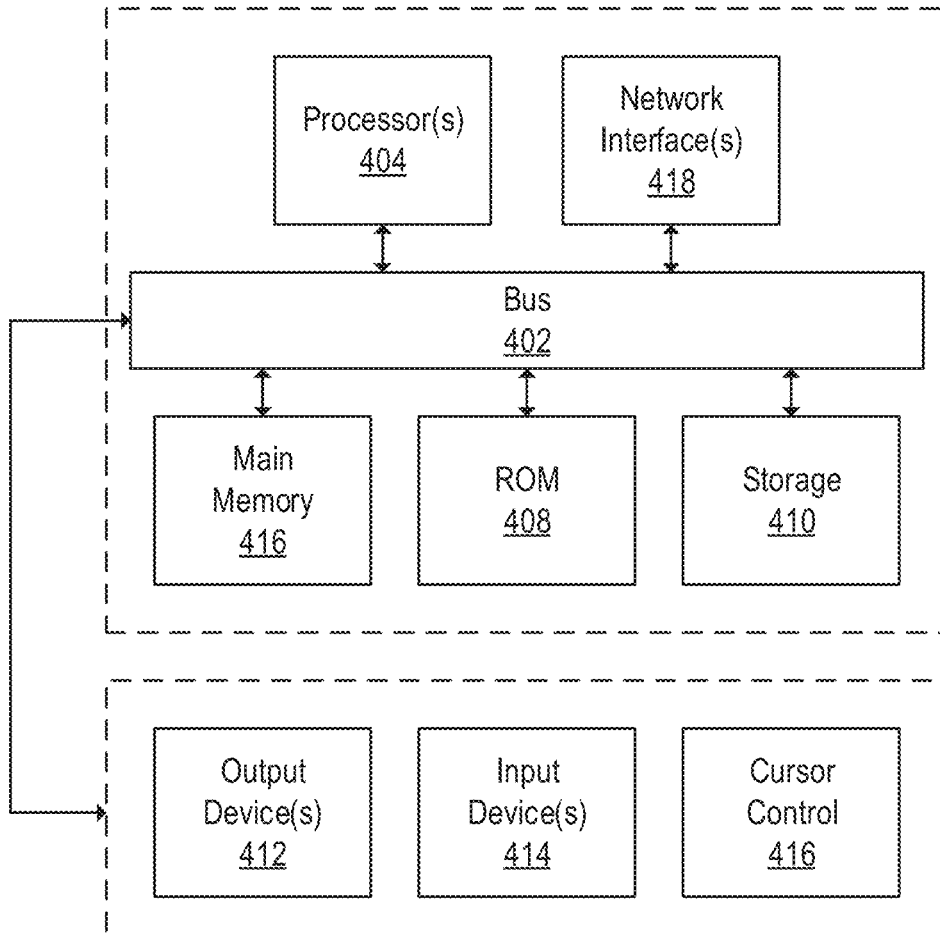 Processor(s)
404
Network
Interface(s)
418
Bus
402
Main
Memory
416
ROM
408
Storage
410
Output
Device(s)
412
Input
Device(s)
414
Cursor
Control
416